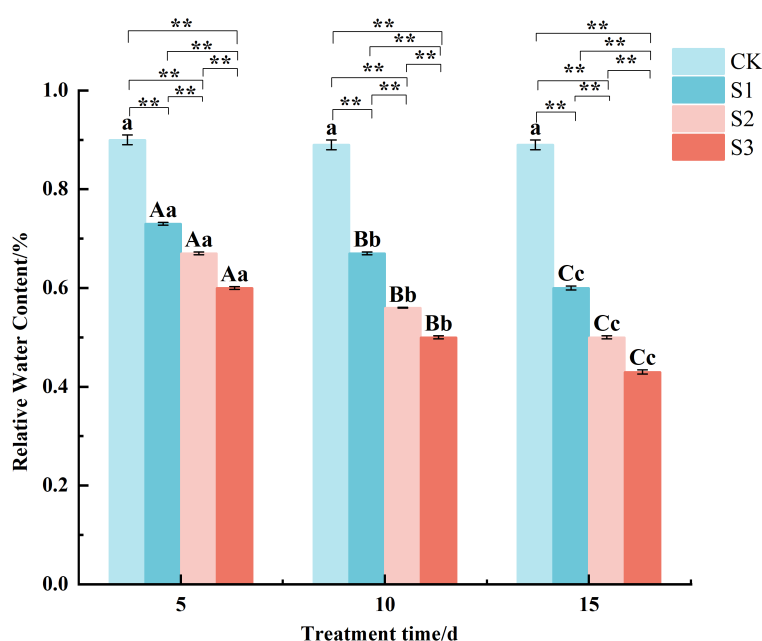 ** ** **
** ** **
** ** **
** ** **
** ** **
** ** **
CK
S1
S2
S3
1.0
0.8
0.6
0.4
0.2
0.0
Relative Water Content/%
a Aa Aa Aa
a Bb Bb Bb
a Cc Cc Cc
5 10 15
Treatment time/d